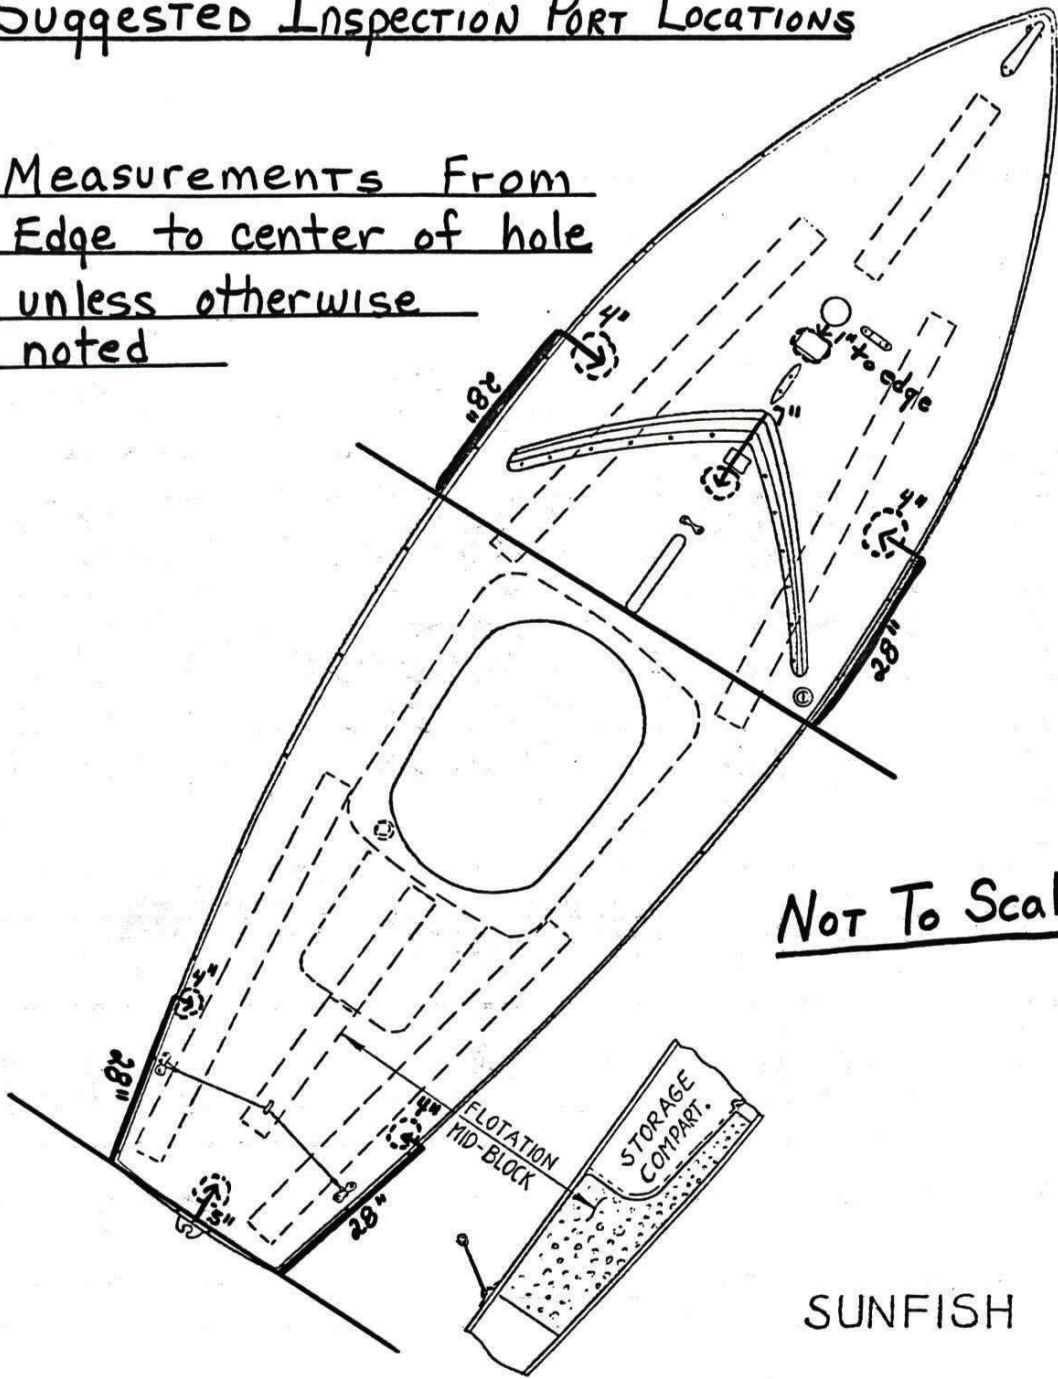 Suggested Inspection Port Locations
Measurements From
Edge to center of hole
unless otherwise
noted
4"
28"
1" to edge
7"
4"
28"
Not To Scal
4"
28"
4"
28"
5"
FLOTATION
MID-BLOCK
STORAGE
COMPART.
SUNFISH